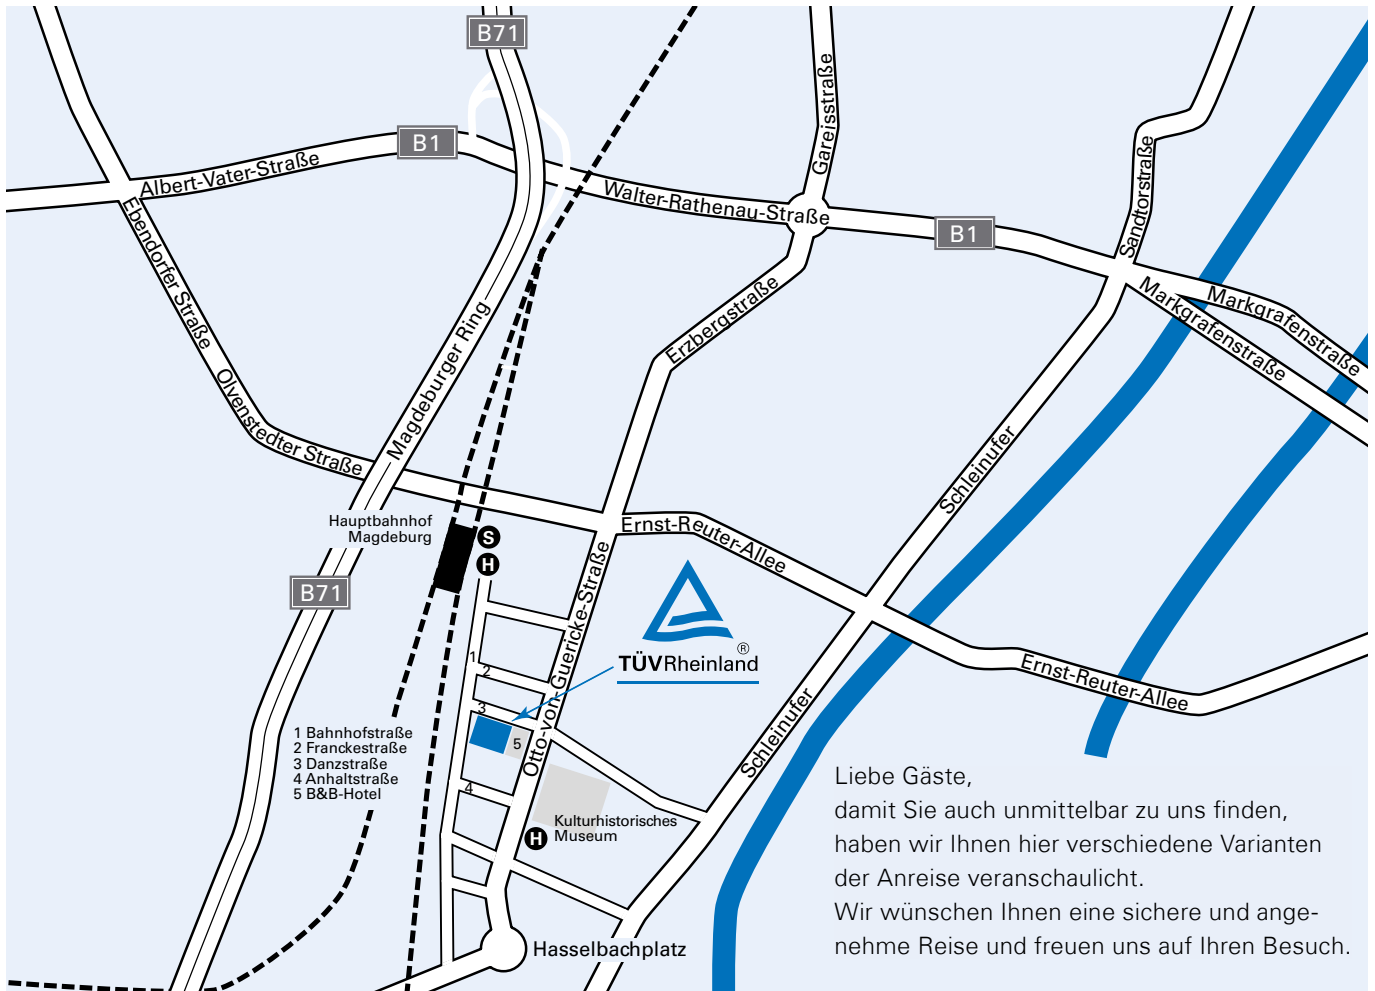 B71
B1
Albert-Vater-Straße
Ebendorfer Straße
Walter-Rathenau-Straße
Gareisstraße
B1
Sandtorstraße
Markgrafenstraße
Markgrafenstraße
Erzbergstraße
Magdeburger Ring
Olvenstedter Straße
Schleinufer
Hauptbahnhof
Magdeburg
S
H
Ernst-Reuter-Allee
B71
Otto-von-Guericke-Straße
TÜVRheinland
®
Ernst-Reuter-Allee
Schleinufer
1
2
3
5
4
1 Bahnhofstraße
2 Franckestraße
3 Danzstraße
4 Anhaltstraße
5 B&B-Hotel
Kulturhistorisches
Museum
H
Hasselbachplatz
Liebe Gäste,
damit Sie auch unmittelbar zu uns finden,
haben wir Ihnen hier verschiedene Varianten
der Anreise veranschaulicht.
Wir wünschen Ihnen eine sichere und ange-
nehme Reise und freuen uns auf Ihren Besuch.